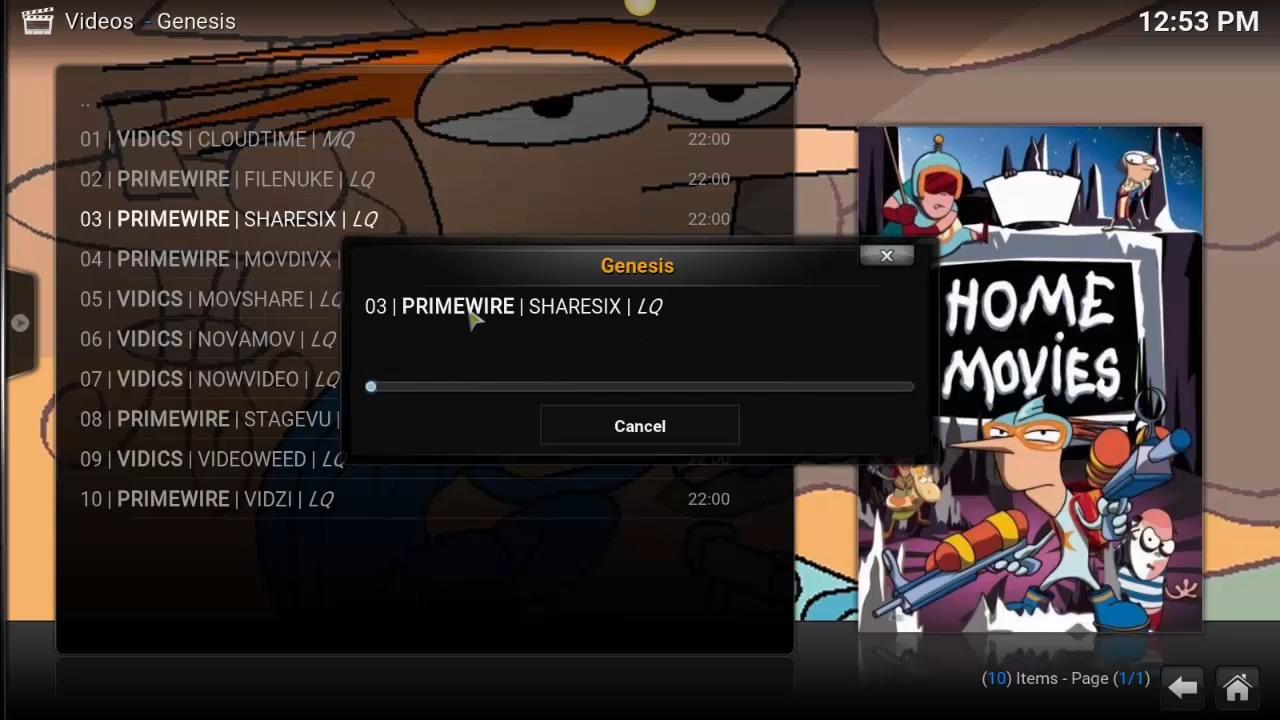 Videos - Genesis
12:53 PM
..
01 | VIDICS | CLOUDTIME | MQ 22:00
02 | PRIMEWIRE | FILENUKE | LQ 22:00
03 | PRIMEWIRE | SHARESIX | LQ 22:00
04 | PRIMEWIRE | MOVDIVX |
05 | VIDICS | MOVSHARE | LQ
06 | VIDICS | NOVAMOV | LQ
07 | VIDICS | NOWVIDEO | LQ
08 | PRIMEWIRE | STAGEVU |
09 | VIDICS | VIDEOWEED | LQ 22:00
10 | PRIMEWIRE | VIDZI | LQ 22:00
Genesis
X
03 | PRIMEWIRE | SHARESIX | LQ
Cancel
HOME
MOVIES
(10) Items - Page (1/1)